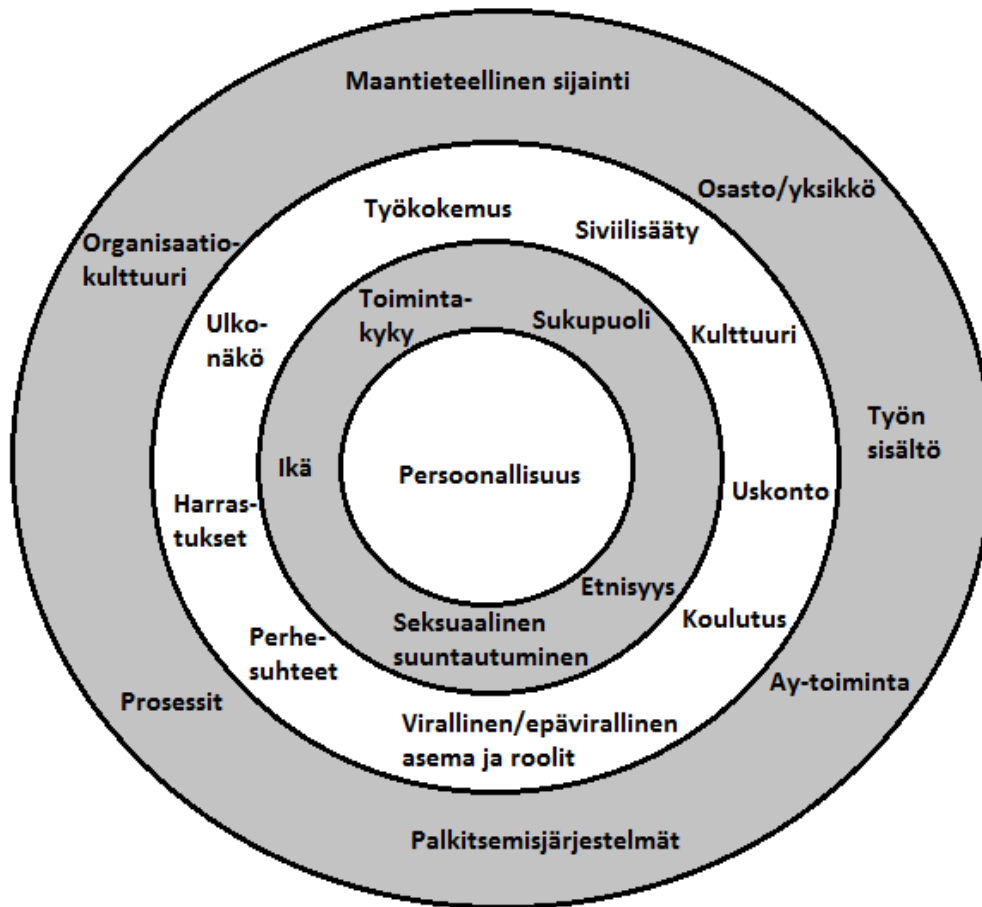 Maantieteellinen sijainti
Osasto/yksikkö
Työkokemus
Siviilisääty
Organisaatio-
kulttuuri
Toiminta-
kyky
Sukupuoli
Ulko-
näkö
Kulttuuri
Työn
sisältö
Ikä
Persoonallisuus
Uskonto
Harras-
tukset
Etnisyys
Koulutus
Seksuaalinen
suuntautuminen
Perhe-
suhteet
Ay-toiminta
Prosessit
Virallinen/epävirallinen
asema ja roolit
Palkitsemisjärjestelmät